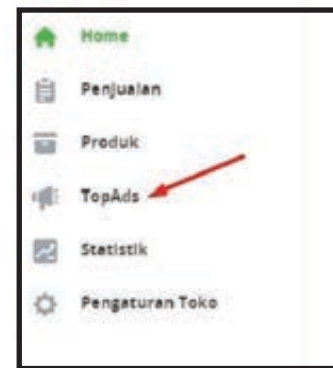 Home
Penjualan
Produk
TopAds
Statistik
Pengaturan Toko